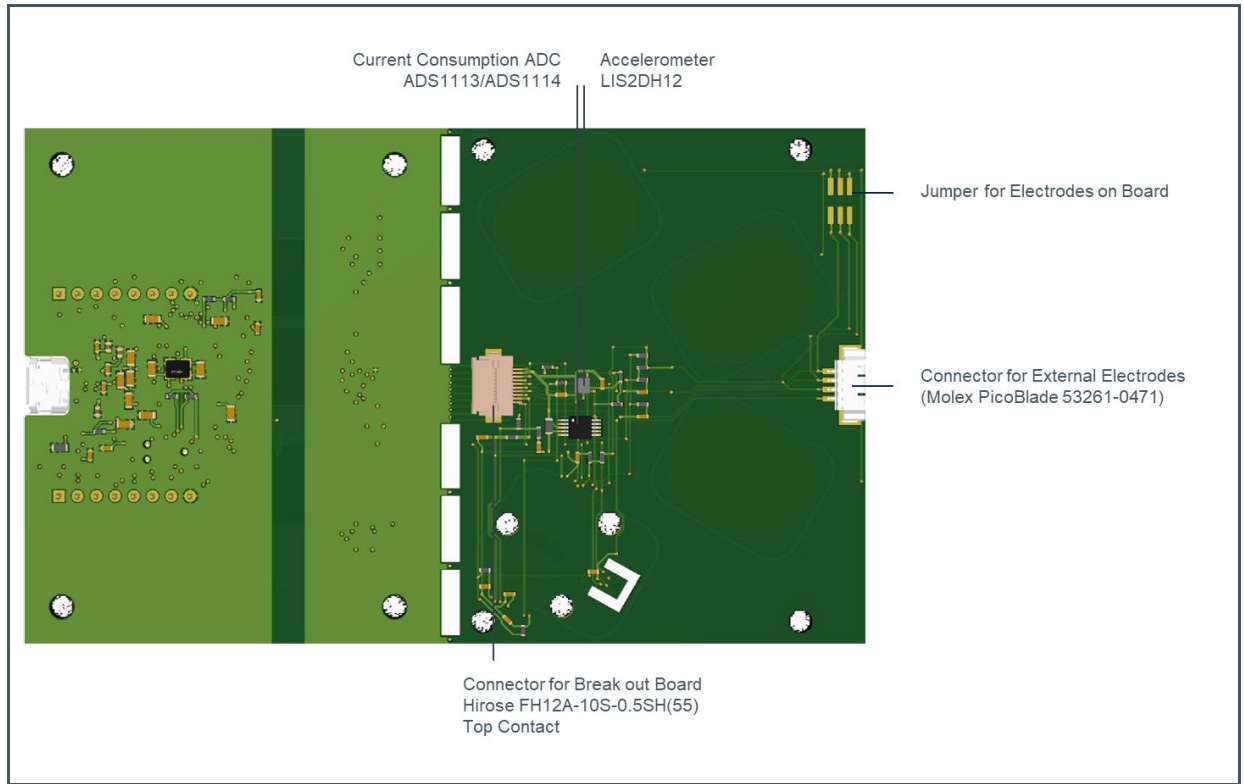 Current Consumption ADC
ADS1113/ADS1114
Accelerometer
LIS2DH12
Jumper for Electrodes on Board
Connector for External Electrodes
(Molex PicoBlade 53261-0471)
Connector for Break out Board
Hirose FH12A-10S-0.5SH(55)
Top Contact